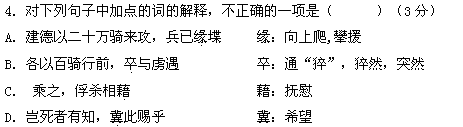 4. 对下列句子中加点的词的解释，不正确的一项是（　　）（3分）
A. 建德以二十万骑来攻，兵已缘堞　　缘：向上爬，攀援
B. 各以百骑行前，卒与虏遇　　卒：通“猝”，猝然，突然
C. 乘之，俘杀相藉　　藉：抚慰
D. 岂死者有知，冀此赐乎　　冀：希望